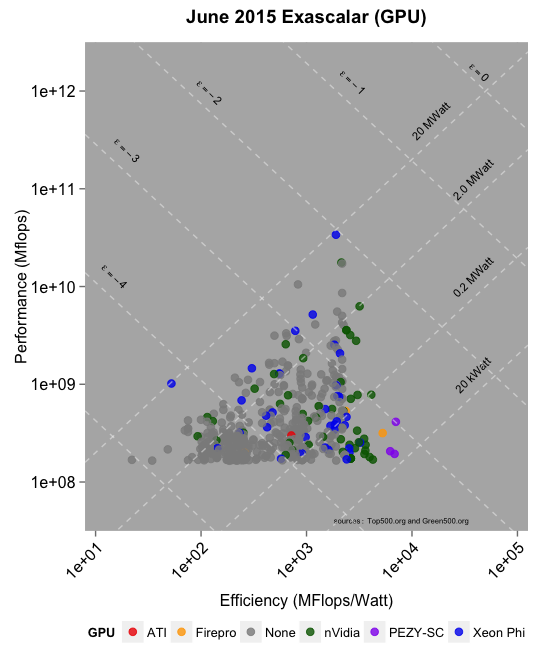 June 2015 Exascalar (GPU)
ε = 0
ε = −1
ε = −2
ε = −3
ε = −4
20 MWatt
2.0 MWatt
0.2 MWatt
20 kWatt
1e+12
1e+11
1e+10
1e+09
1e+08
Performance (Mflops)
sources: Top500.org and Green500.org
1e+01 1e+02 1e+03 1e+04 1e+05
Efficiency (MFlops/Watt)
GPU ATI Firepro None nVidia PEZY-SC Xeon Phi